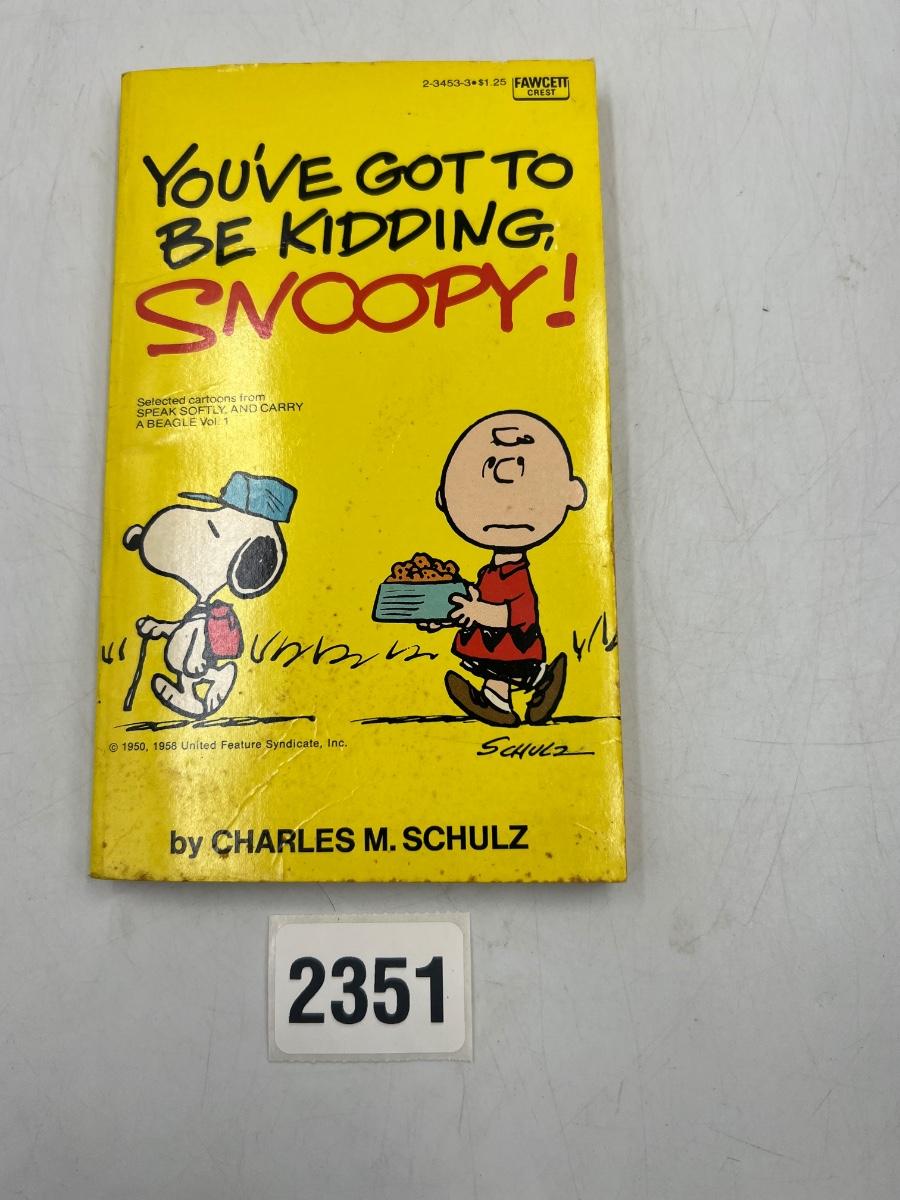 2-3453-3•$1.25 FAWCETT
CREST
YOU'VE GOT TO
BE KIDDING,
SNOOPY!
Selected cartoons from
SPEAK SOFTLY, AND CARRY
A BEAGLE Vol. 1
© 1950, 1958 United Feature Syndicate, Inc.
SCHULZ
by CHARLES M. SCHULZ
2351